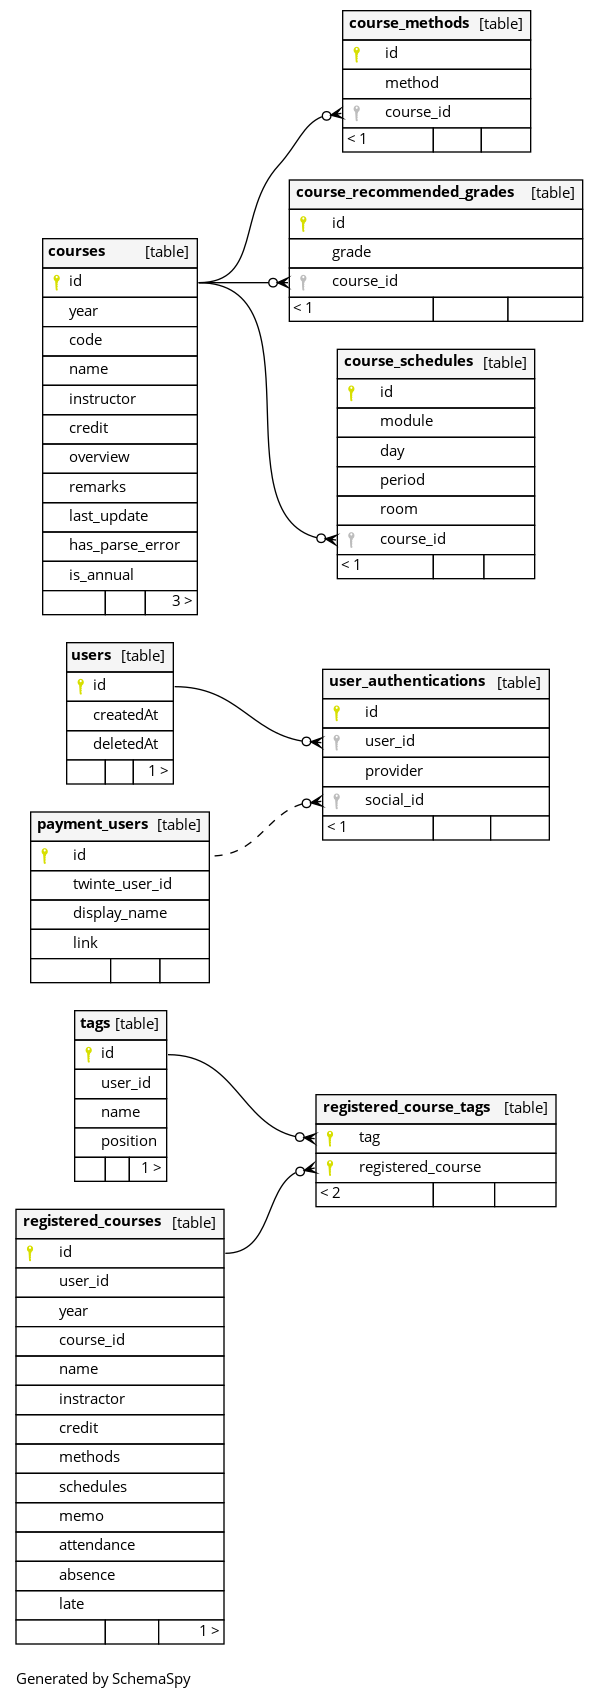 course_methods [table]
id
method
course_id
< 1
course_recommended_grades [table]
id
grade
course_id
< 1
courses [table]
id
year
code
name
instructor
credit
overview
remarks
last_update
has_parse_error
is_annual
3 >
course_schedules [table]
id
module
day
period
room
course_id
< 1
users [table]
id
createdAt
deletedAt
1 >
user_authentications [table]
id
user_id
provider
social_id
< 1
payment_users [table]
id
twinte_user_id
display_name
link
tags [table]
id
user_id
name
position
1 >
registered_course_tags [table]
tag
registered_course
< 2
registered_courses [table]
id
user_id
year
course_id
name
instractor
credit
methods
schedules
memo
attendance
absence
late
1 >
Generated by SchemaSpy